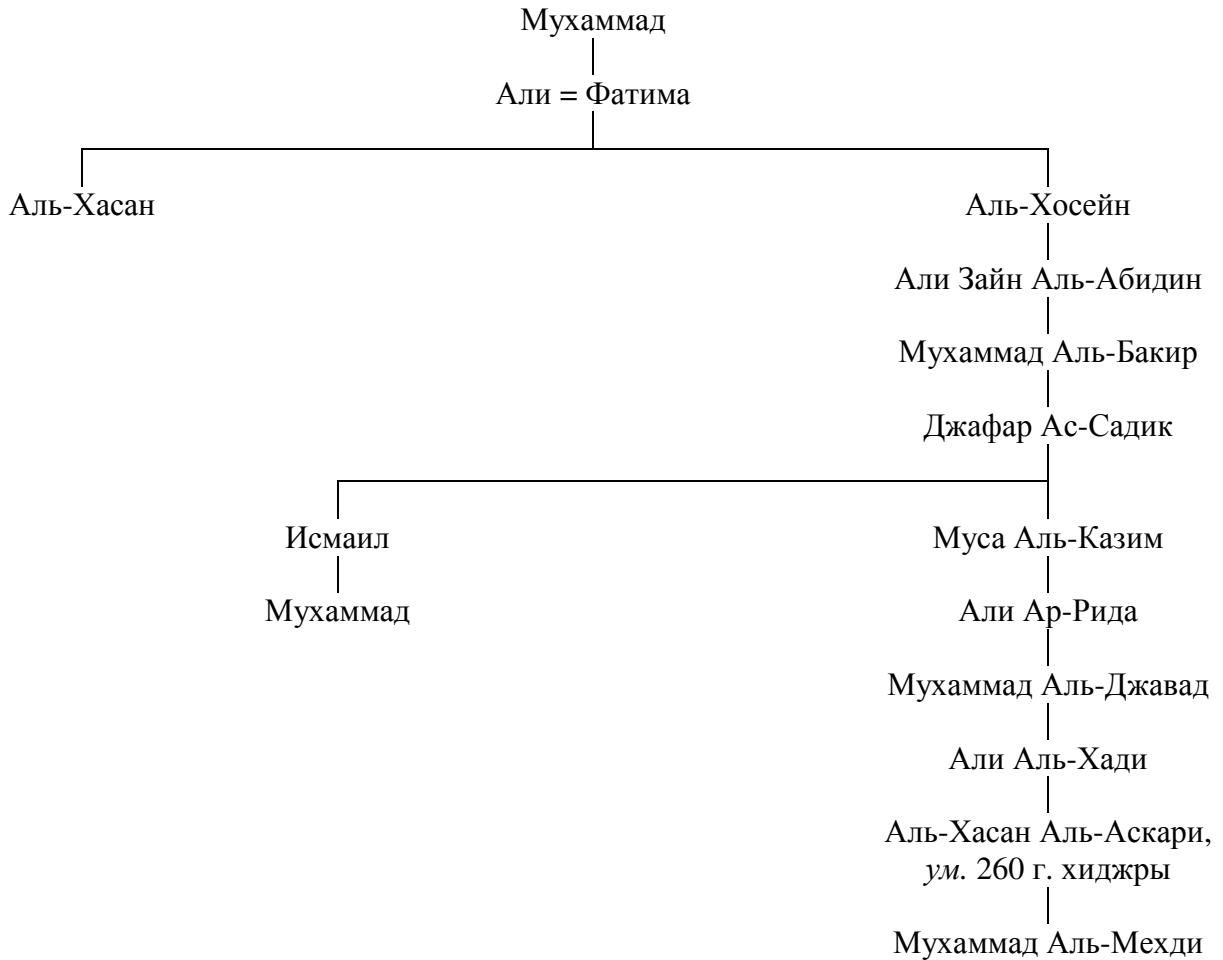 Мухаммад
Али = Фатима
Аль-Хасан
Аль-Хосейн
Али Зайн Аль-Абидин
Мухаммад Аль-Бакир
Джафар Ас-Садик
Исмаил
Муса Аль-Казим
Мухаммад
Али Ар-Рида
Мухаммад Аль-Джавад
Али Аль-Хади
Аль-Хасан Аль-Аскари,
ум. 260 г. хиджры
Мухаммад Аль-Мехди